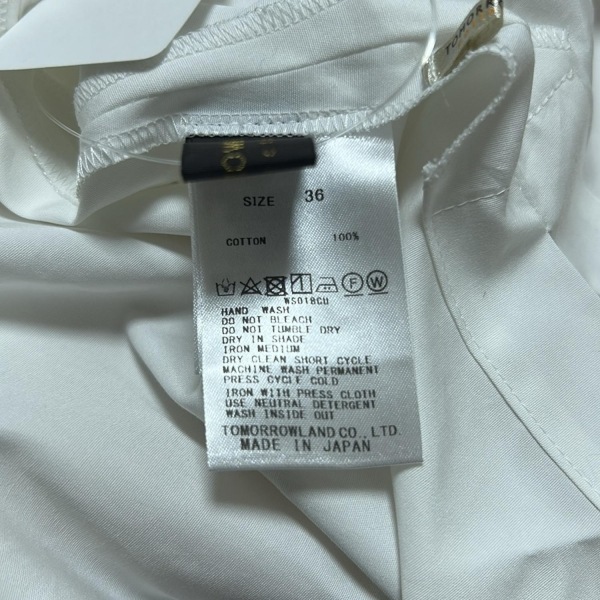 TOMORR
SIZE 36
COTTON 100%
F W
WS018CU
HAND WASH
DO NOT BLEACH
DO NOT TUMBLE DRY
DRY IN SHADE
IRON MEDIUM
DRY CLEAN SHORT CYCLE
MACHINE WASH PERMANENT
PRESS CYCLE COLD
IRON WITH PRESS CLOTH
USE NEUTRAL DETERGENT
WASH INSIDE OUT
TOMORROWLAND CO., LTD.
MADE IN JAPAN